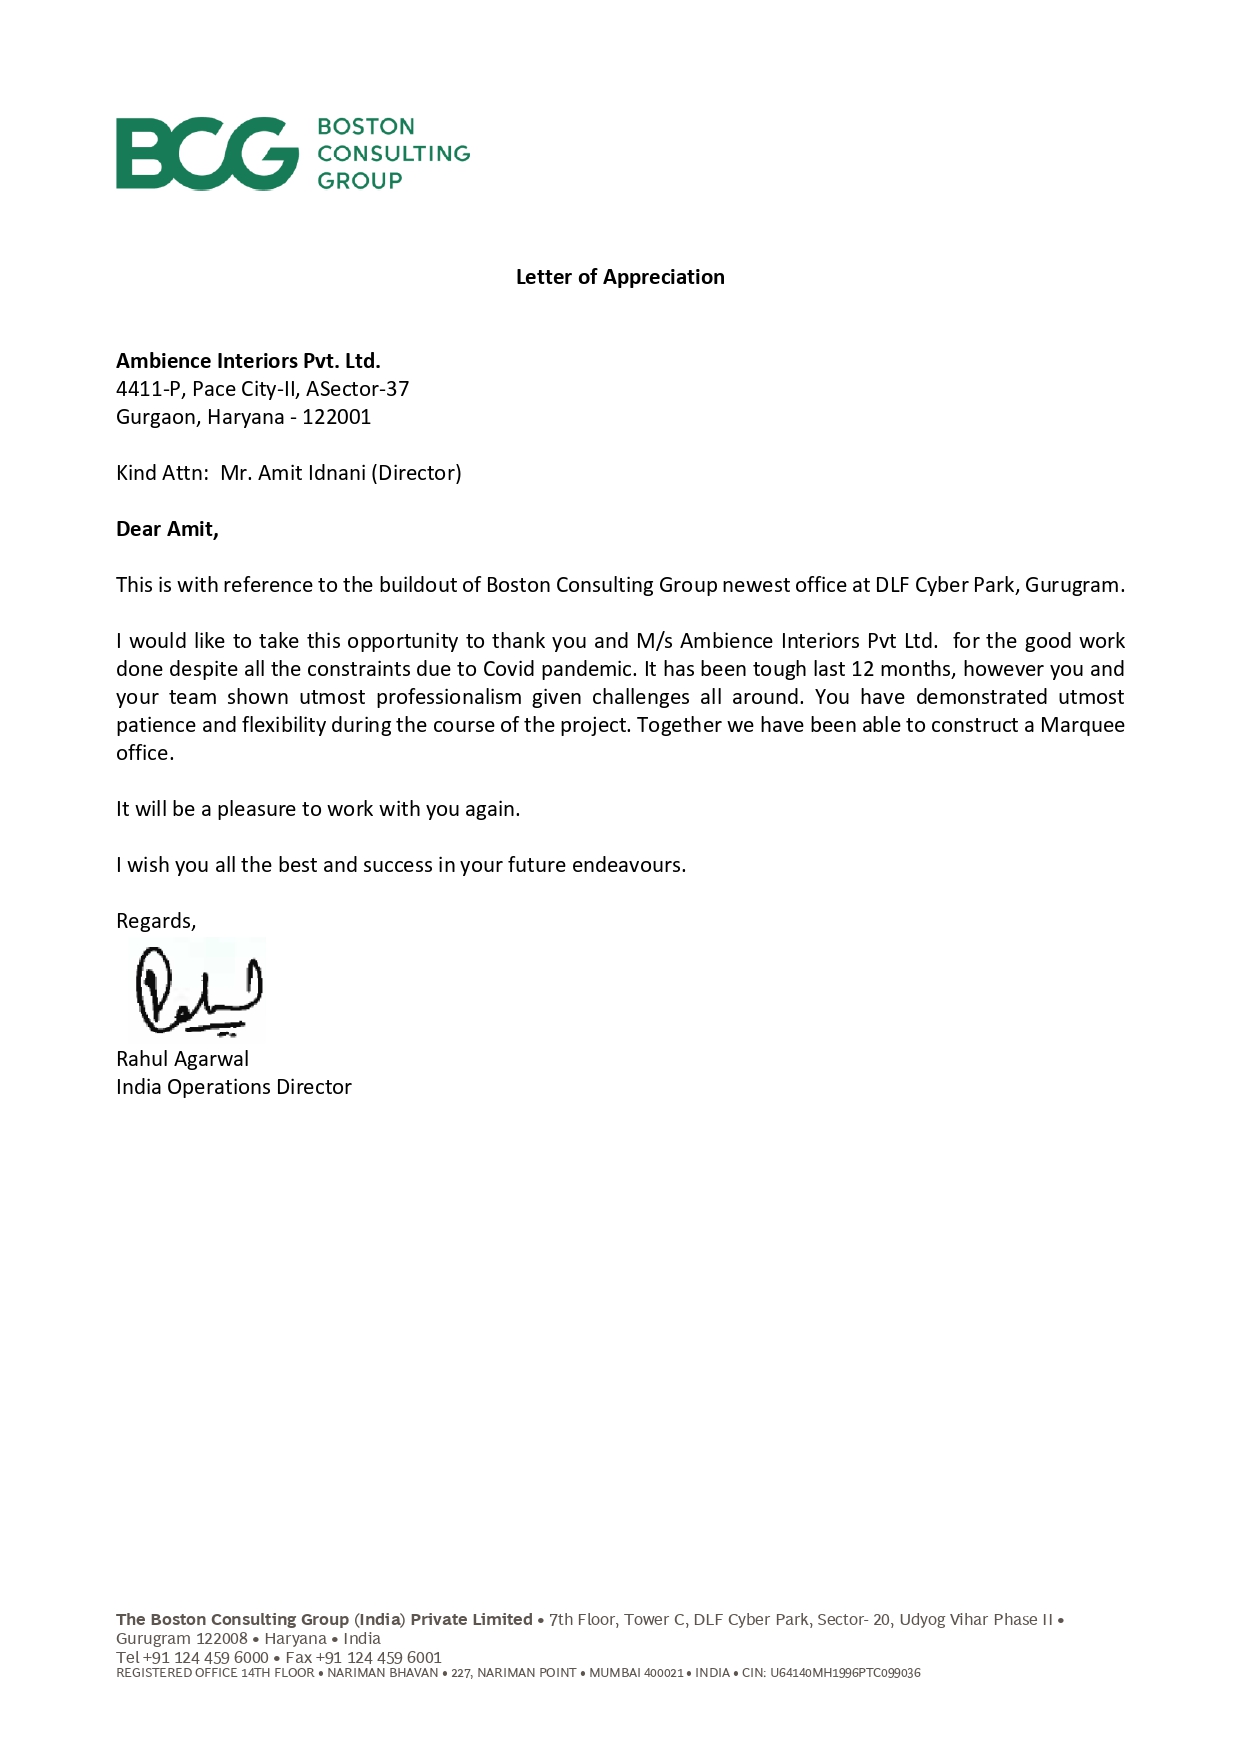 BCG BOSTON
CONSULTING
GROUP
Letter of Appreciation
Ambience Interiors Pvt. Ltd.
4411-P, Pace City-II, ASector-37
Gurgaon, Haryana - 122001
Kind Attn:  Mr. Amit Idnani (Director)
Dear Amit,
This is with reference to the buildout of Boston Consulting Group newest office at DLF Cyber Park, Gurugram.
I would like to take this opportunity to thank you and M/s Ambience Interiors Pvt Ltd.  for the good work
done despite all the constraints due to Covid pandemic. It has been tough last 12 months, however you and
your team shown utmost professionalism given challenges all around. You have demonstrated utmost
patience and flexibility during the course of the project. Together we have been able to construct a Marquee
office.
It will be a pleasure to work with you again.
I wish you all the best and success in your future endeavours.
Regards,
Rahul
Rahul Agarwal
India Operations Director
The Boston Consulting Group (India) Private Limited • 7th Floor, Tower C, DLF Cyber Park, Sector- 20, Udyog Vihar Phase II •
Gurugram 122008 • Haryana • India
Tel +91 124 459 6000 • Fax +91 124 459 6001
REGISTERED OFFICE 14TH FLOOR • NARIMAN BHAVAN • 227, NARIMAN POINT • MUMBAI 400021 • INDIA • CIN: U64140MH1996PTC099036